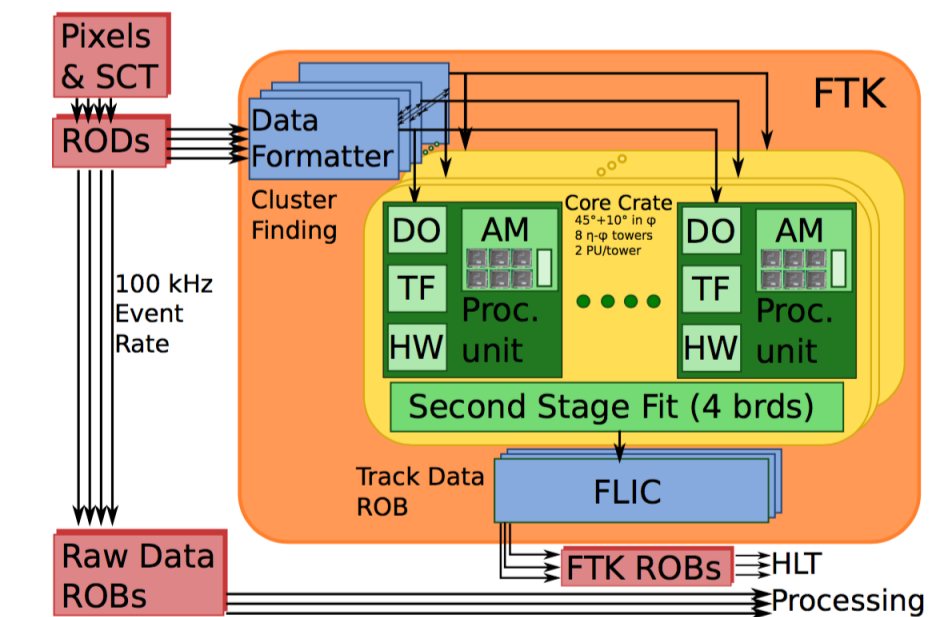 Pixels
& SCT
RODs
FTK
Data
Formatter
Cluster
Finding
Core Crate
45°+10° in φ
8 η-φ towers
2 PU/tower
DO
AM
TF
HW
Proc.
unit
DO
AM
TF
HW
Proc.
unit
100 kHz
Event
Rate
Second Stage Fit (4 brds)
Track Data
ROB
FLIC
Raw Data
ROBs
FTK ROBs
HLT
Processing